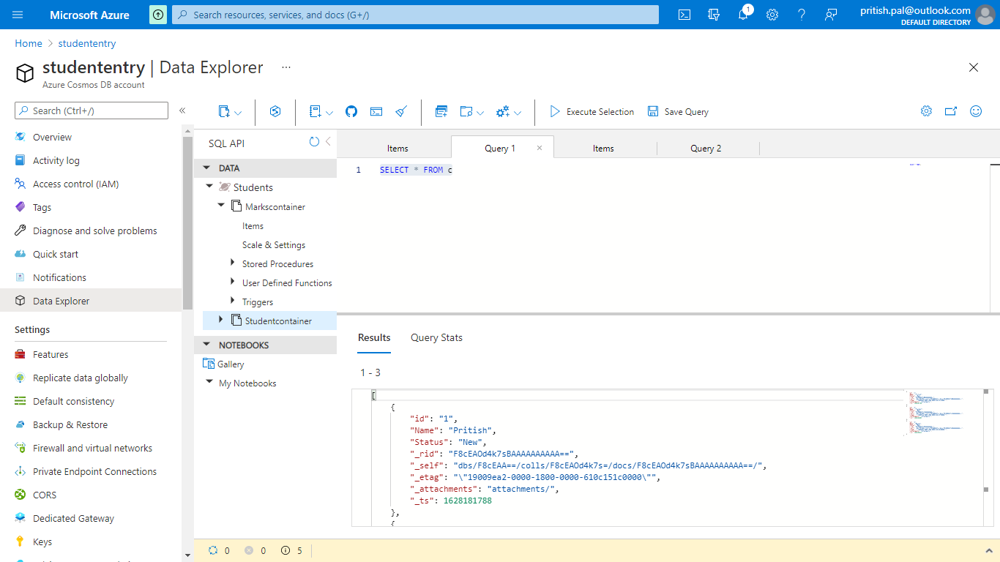 Microsoft Azure
Search resources, services, and docs (G+/)
1
pritish.pal@outlook.com
DEFAULT DIRECTORY
Home > studententry
studententry | Data Explorer ...
Azure Cosmos DB account
Search (Ctrl+/)
«
Overview
Activity log
Access control (IAM)
Tags
Diagnose and solve problems
Quick start
Notifications
Data Explorer
Settings
Features
Replicate data globally
Default consistency
Backup & Restore
Firewall and virtual networks
Private Endpoint Connections
CORS
Dedicated Gateway
Keys
Execute Selection
Save Query
SQL API
DATA
Students
Markscontainer
Items
Scale & Settings
Stored Procedures
User Defined Functions
Triggers
Studentcontainer
NOTEBOOKS
Gallery
My Notebooks
Items
Query 1
Items
Query 2
1 SELECT * FROM c
Results
Query Stats
1 - 3
[
{
"id": "1",
"Name": "Pritish",
"Status": "New",
"_rid": "F8cEAOd4k7sBAAAAAAAAAA==",
"_self": "dbs/F8cEAA==/colls/F8cEAOd4k7s=/docs/F8cEAOd4k7sBAAAAAAAAAA==/",
"_etag": "\"19009ea2-0000-1800-0000-610c151c0000\"",
"_attachments": "attachments/",
"_ts": 1628181788
},
{
0
0
5